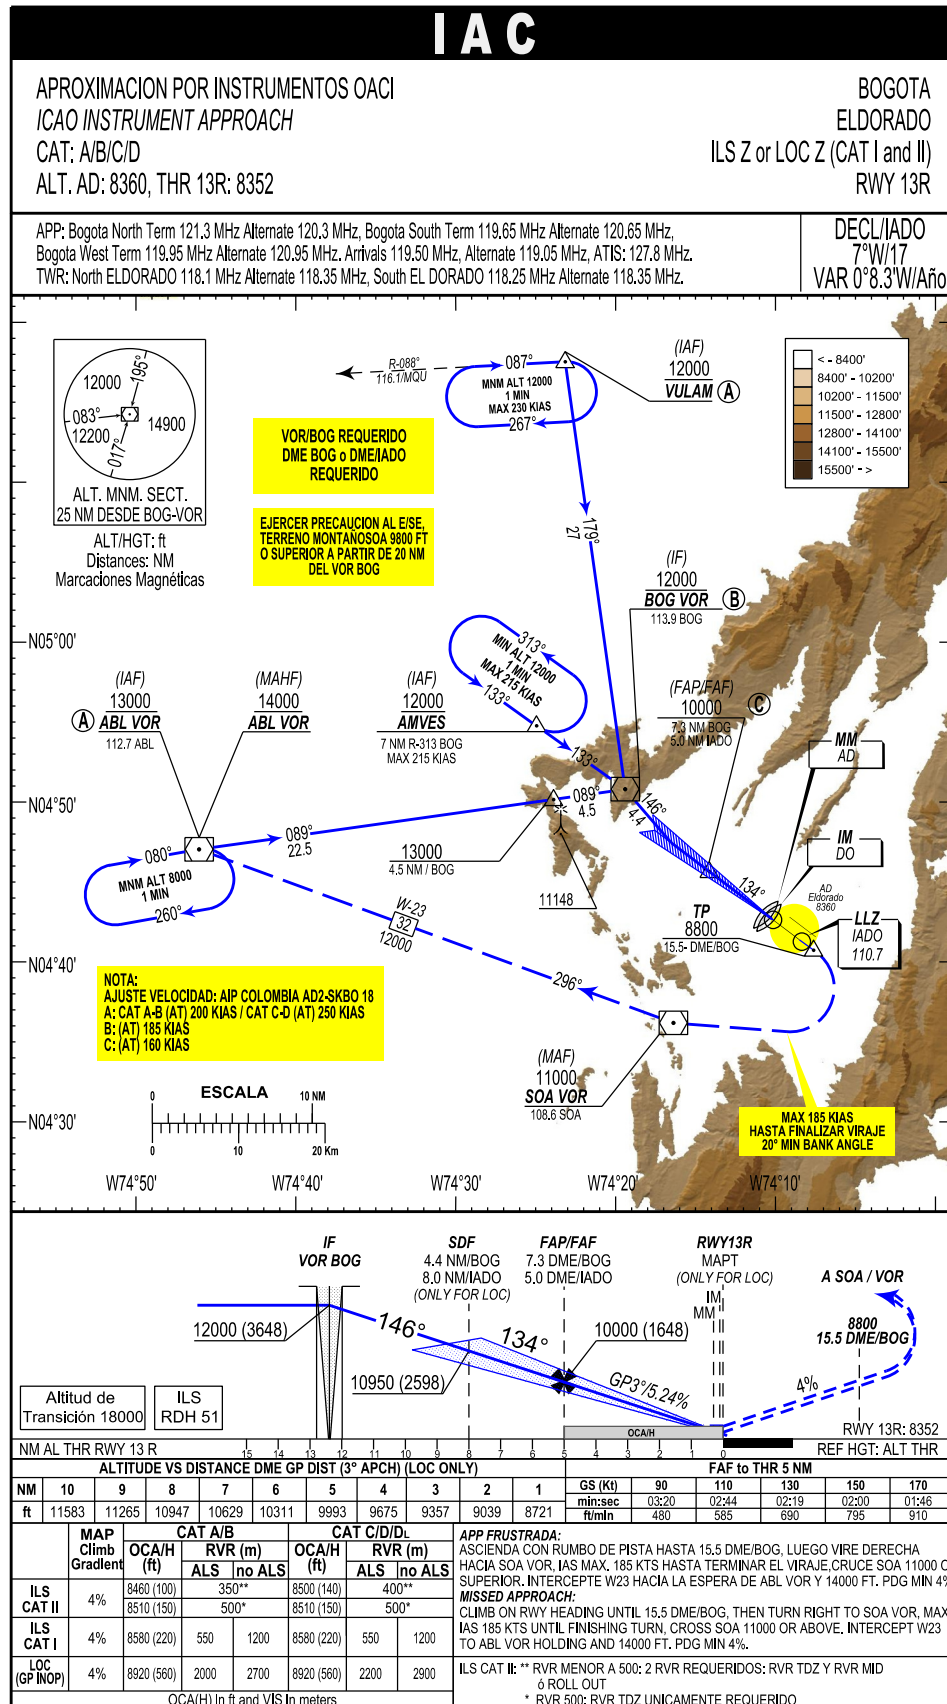 IAC
APROXIMACION POR INSTRUMENTOS OACI
ICAO INSTRUMENT APPROACH
CAT: A/B/C/D
ALT. AD: 8360, THR 13R: 8352
BOGOTA
ELDORADO
ILS Z or LOC Z (CAT I and II)
RWY 13R
APP: Bogota North Term 121.3 MHz Alternate 120.3 MHz, Bogota South Term 119.65 MHz Alternate 120.65 MHz,
Bogota West Term 119.95 MHz Alternate 120.95 MHz. Arrivals 119.50 MHz, Alternate 119.05 MHz, ATIS: 127.8 MHz.
TWR: North ELDORADO 118.1 MHz Alternate 118.35 MHz, South EL DORADO 118.25 MHz Alternate 118.35 MHz.
DECL/IADO
7°W/17
VAR 0°8.3'W/Año
12000
195°
083°
12200
14900
017°
ALT. MNM. SECT.
25 NM DESDE BOG-VOR
ALT/HGT: ft
Distances: NM
Marcaciones Magnéticas
R-088°
116.1/MQU
087°
MNM ALT 12000
1 MIN
MAX 230 KIAS
267°
(IAF)
12000
VULAM A
< - 8400'
8400' - 10200'
10200' - 11500'
11500' - 12800'
12800' - 14100'
14100' - 15500'
15500' - >
VOR/BOG REQUERIDO
DME BOG o DME/IADO
REQUERIDO
EJERCER PRECAUCION AL E/SE,
TERRENO MONTAÑOSOA 9800 FT
O SUPERIOR A PARTIR DE 20 NM
DEL VOR BOG
179°
27
(IF)
12000
BOG VOR B
113.9 BOG
N05°00'
313°
MIN ALT 12000
1 MIN
MAX 215 KIAS
133°
(IAF)
13000
A ABL VOR
112.7 ABL
(MAHF)
14000
ABL VOR
(IAF)
12000
AMVES
7 NM R-313 BOG
MAX 215 KIAS
133°
(FAP/FAF)
10000 C
7.3 NM BOG
5.0 NM IADO
MM
AD
N04°50'
089°
4.5
146°
4.4
089°
22.5
080°
MNM ALT 8000
1 MIN
260°
13000
4.5 NM / BOG
11148
134°
IM
DO
AD
Eldorado
8360
LLZ
IADO
110.7
TP
8800
15.5- DME/BOG
W-23
32
12000
N04°40'
296°
NOTA:
AJUSTE VELOCIDAD: AIP COLOMBIA AD2-SKBO 18
A: CAT A-B (AT) 200 KIAS / CAT C-D (AT) 250 KIAS
B: (AT) 185 KIAS
C: (AT) 160 KIAS
(MAF)
11000
SOA VOR
108.6 SOA
ESCALA
0 10 NM
0 10 20 Km
N04°30'
MAX 185 KIAS
HASTA FINALIZAR VIRAJE
20° MIN BANK ANGLE
W74°50' W74°40' W74°30' W74°20' W74°10'
IF
VOR BOG
SDF
4.4 NM/BOG
8.0 NM/IADO
(ONLY FOR LOC)
FAP/FAF
7.3 DME/BOG
5.0 DME/IADO
RWY13R
MAPT
(ONLY FOR LOC)
IM
MM
A SOA / VOR
12000 (3648)
146°
134°
10000 (1648)
8800
15.5 DME/BOG
10950 (2598)
GP3°/5.24%
4%
Altitud de
Transición 18000
ILS
RDH 51
OCA/H
RWY 13R: 8352
NM AL THR RWY 13 R
15 14 13 12 11 10 9 8 7 6 5 4 3 2 1 0
REF HGT: ALT THR
ALTITUDE VS DISTANCE DME GP DIST (3° APCH) (LOC ONLY)
NM 10 9 8 7 6 5 4 3 2 1
ft 11583 11265 10947 10629 10311 9993 9675 9357 9039 8721
FAF to THR 5 NM
GS (Kt) 90 110 130 150 170
min:sec 03:20 02:44 02:19 02:00 01:46
ft/min 480 585 690 795 910
MAP
Climb
Gradient
CAT A/B CAT C/D/DL
OCA/H
(ft)
RVR (m)
ALS no ALS
OCA/H
(ft)
RVR (m)
ALS no ALS
ILS
CAT II
4%
8460 (100) 350** 8500 (140) 400**
8510 (150) 500* 8510 (150) 500*
ILS
CAT I
4% 8580 (220) 550 1200 8580 (220) 550 1200
LOC
(GP INOP)
4% 8920 (560) 2000 2700 8920 (560) 2200 2900
OCA(H) In ft and VIS In meters
APP FRUSTRADA:
ASCIENDA CON RUMBO DE PISTA HASTA 15.5 DME/BOG, LUEGO VIRE DERECHA
HACIA SOA VOR, IAS MAX. 185 KTS HASTA TERMINAR EL VIRAJE,CRUCE SOA 11000 O
SUPERIOR. INTERCEPTE W23 HACIA LA ESPERA DE ABL VOR Y 14000 FT. PDG MIN 4%
MISSED APPROACH:
CLIMB ON RWY HEADING UNTIL 15.5 DME/BOG, THEN TURN RIGHT TO SOA VOR, MAX
IAS 185 KTS UNTIL FINISHING TURN, CROSS SOA 11000 OR ABOVE. INTERCEPT W23
TO ABL VOR HOLDING AND 14000 FT. PDG MIN 4%.
ILS CAT II: ** RVR MENOR A 500: 2 RVR REQUERIDOS: RVR TDZ Y RVR MID
ó ROLL OUT
* RVR 500: RVR TDZ UNICAMENTE REQUERIDO